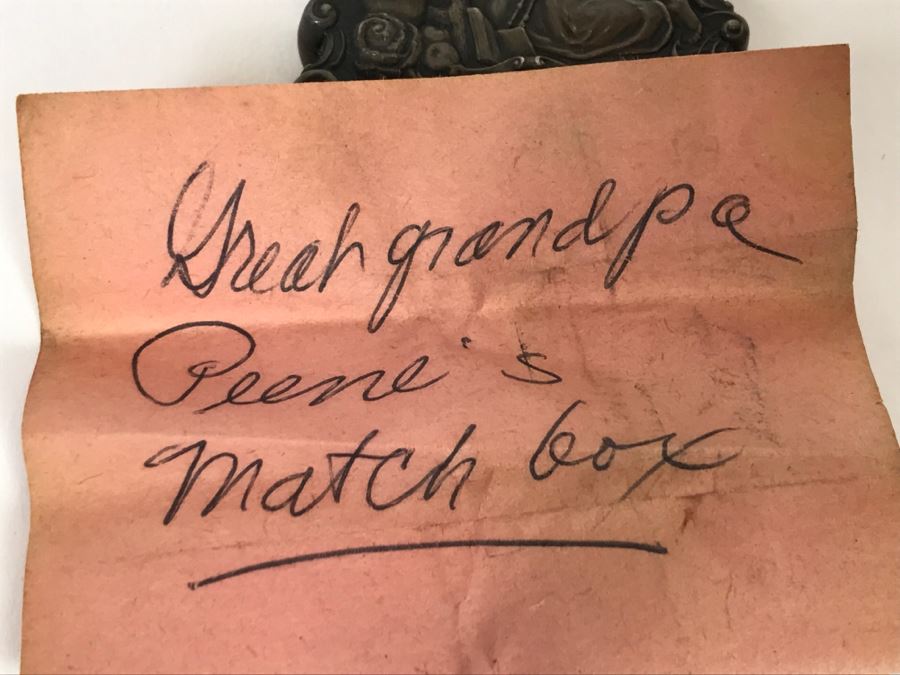 Great grandpa
Peene's
Match box